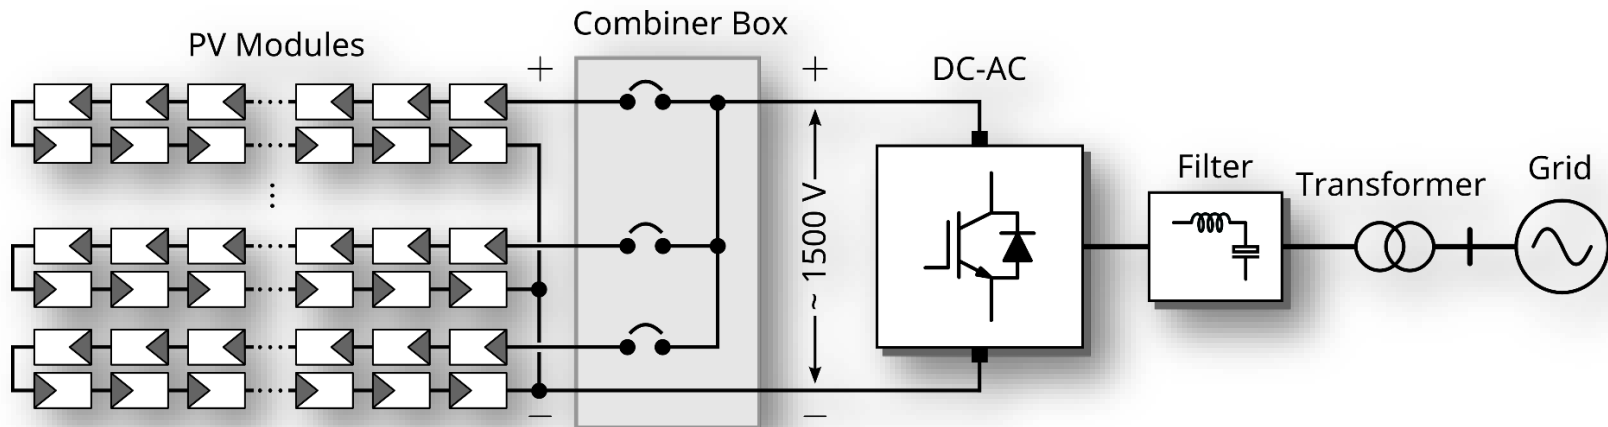 PV Modules
Combiner Box
+
+
DC-AC
Filter
Transformer
Grid
~ 1500 V
−
−